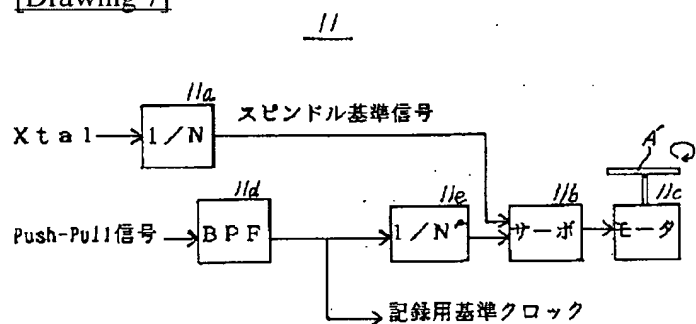 [Drawing 7]
11
11a
スピンドル基準信号
Xtal
1/N
A
11d
11e
11b
11c
Push-Pull信号
BPF
1/N
サーボ
モータ
記録用基準クロック